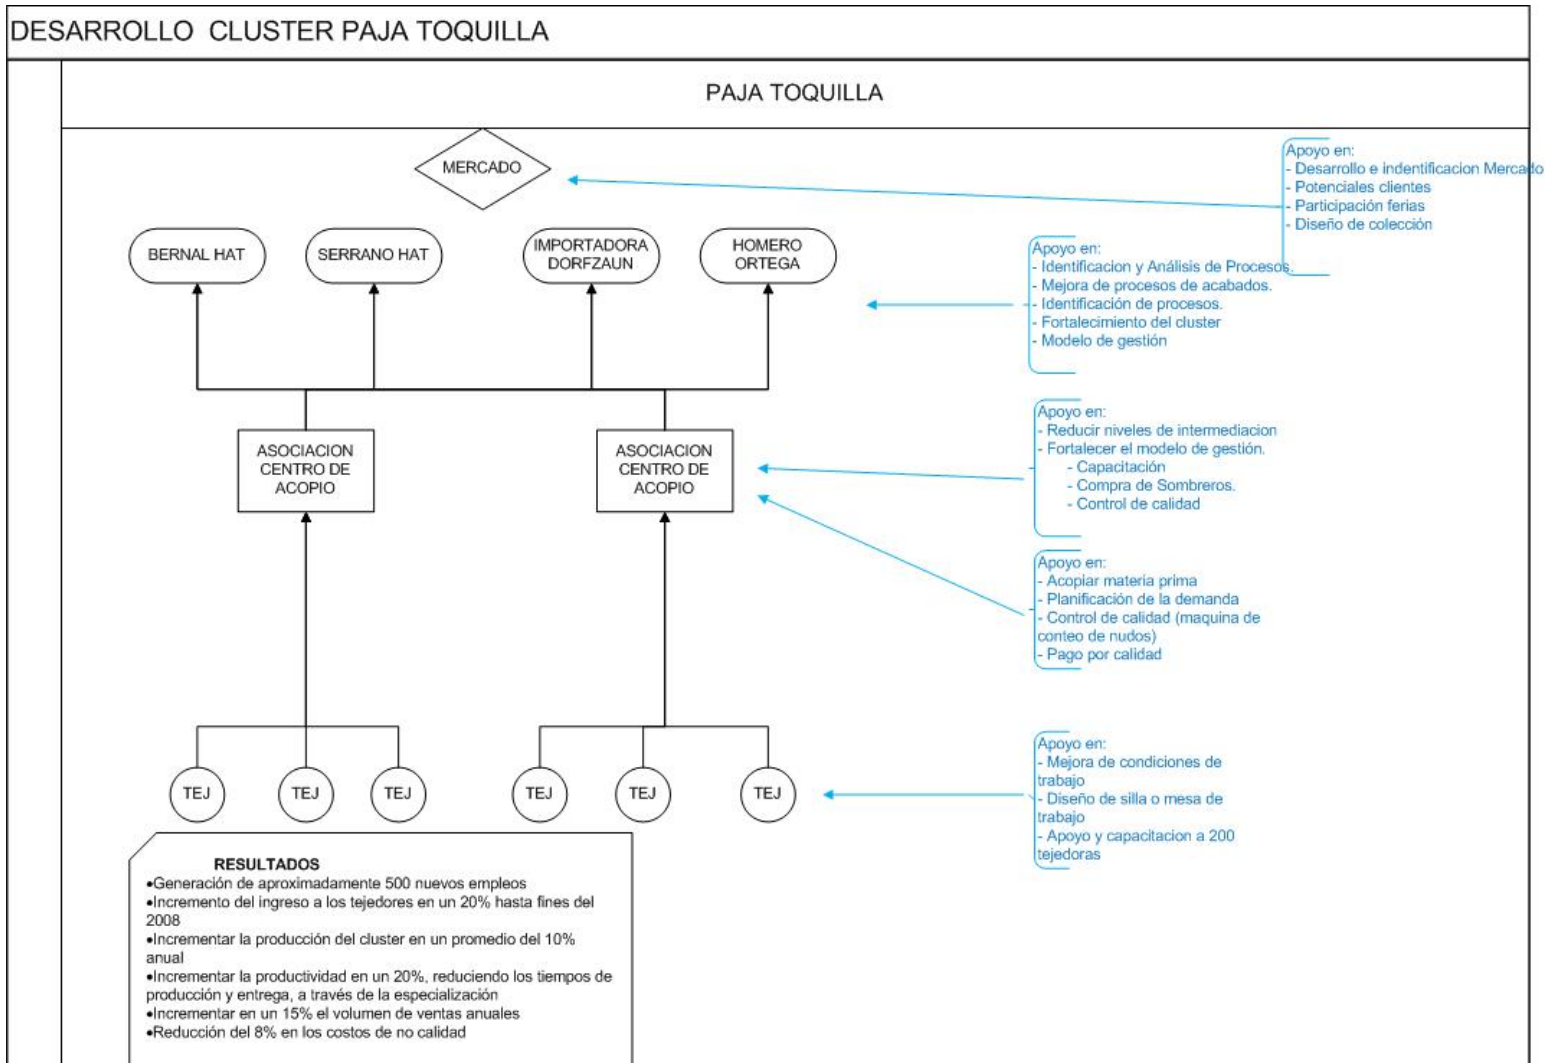 DESARROLLO CLUSTER PAJA TOQUILLA
PAJA TOQUILLA
MERCADO
Apoyo en:
- Desarrollo e indentificacion Mercado
- Potenciales clientes
- Participación ferias
- Diseño de colección
BERNAL HAT
SERRANO HAT
IMPORTADORA
DORFZAUN
HOMERO
ORTEGA
Apoyo en:
- Identificacion y Análisis de Procesos.
- Mejora de procesos de acabados.
- Identificación de procesos.
- Fortalecimiento del cluster
- Modelo de gestión
ASOCIACION
CENTRO DE
ACOPIO
ASOCIACION
CENTRO DE
ACOPIO
Apoyo en:
- Reducir niveles de intermediacion
- Fortalecer el modelo de gestión.
- Capacitación
- Compra de Sombreros.
- Control de calidad
Apoyo en:
- Acopiar materia prima
- Planificación de la demanda
- Control de calidad (maquina de
conteo de nudos)
- Pago por calidad
TEJ
TEJ
TEJ
TEJ
TEJ
TEJ
Apoyo en:
- Mejora de condiciones de
trabajo
- Diseño de silla o mesa de
trabajo
- Apoyo y capacitacion a 200
tejedoras
RESULTADOS
•Generación de aproximadamente 500 nuevos empleos
•Incremento del ingreso a los tejedores en un 20% hasta fines del
2008
•Incrementar la producción del cluster en un promedio del 10%
anual
•Incrementar la productividad en un 20%, reduciendo los tiempos de
producción y entrega, a través de la especialización
•Incrementar en un 15% el volumen de ventas anuales
•Reducción del 8% en los costos de no calidad